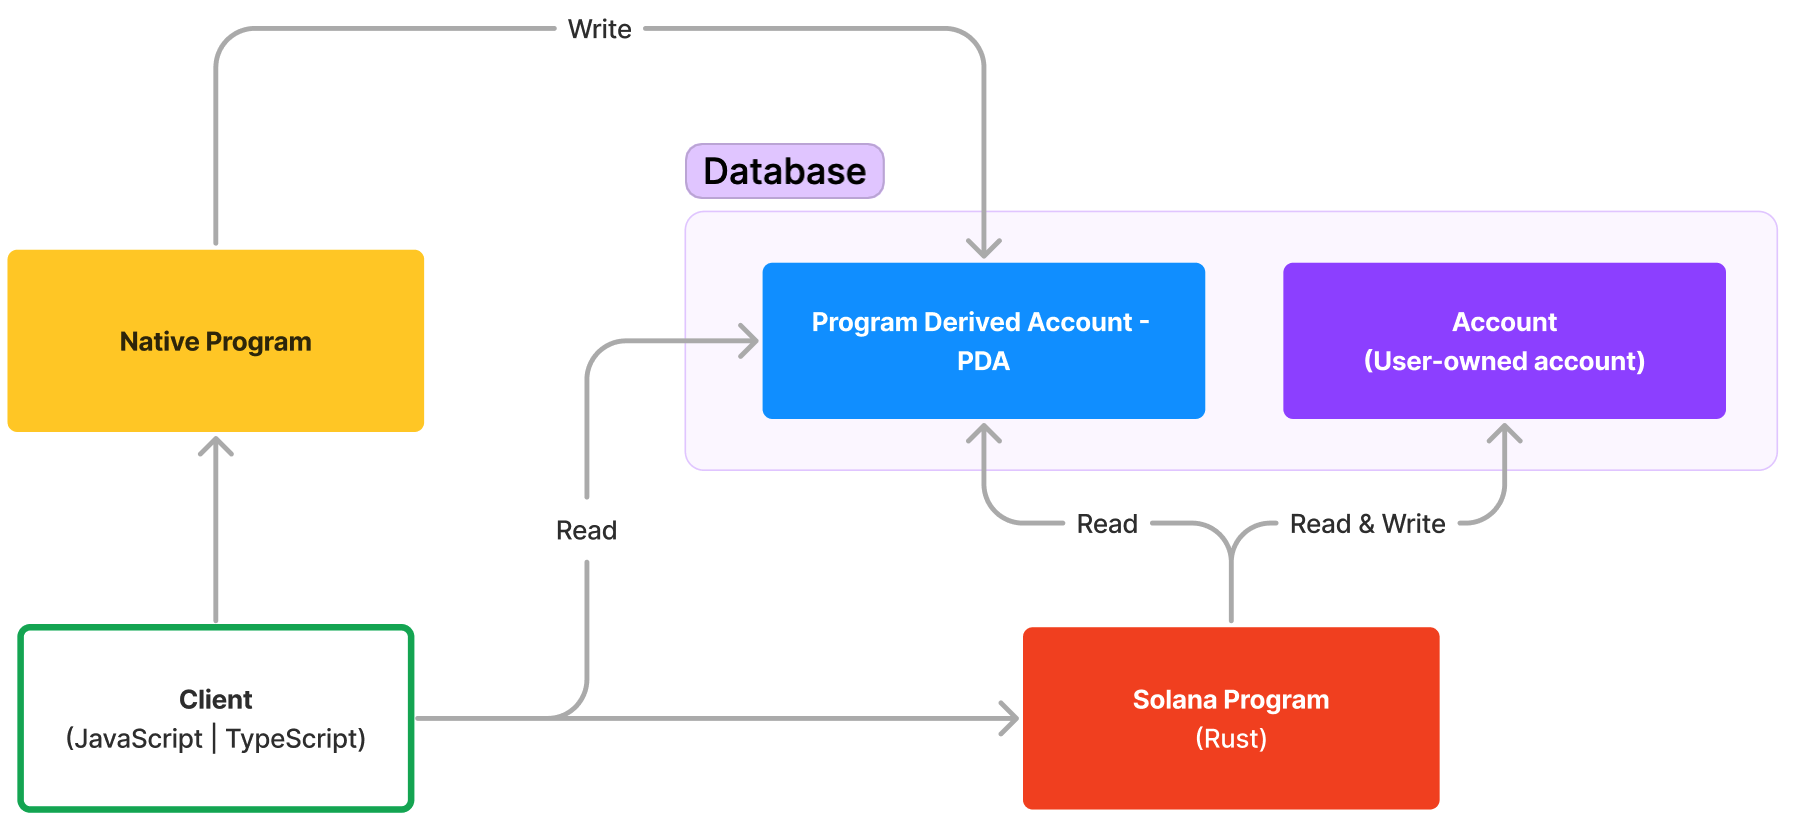 Write
Database
Native Program
Program Derived Account -
PDA
Account
(User-owned account)
Read
Read
Read & Write
Client
(JavaScript | TypeScript)
Solana Program
(Rust)